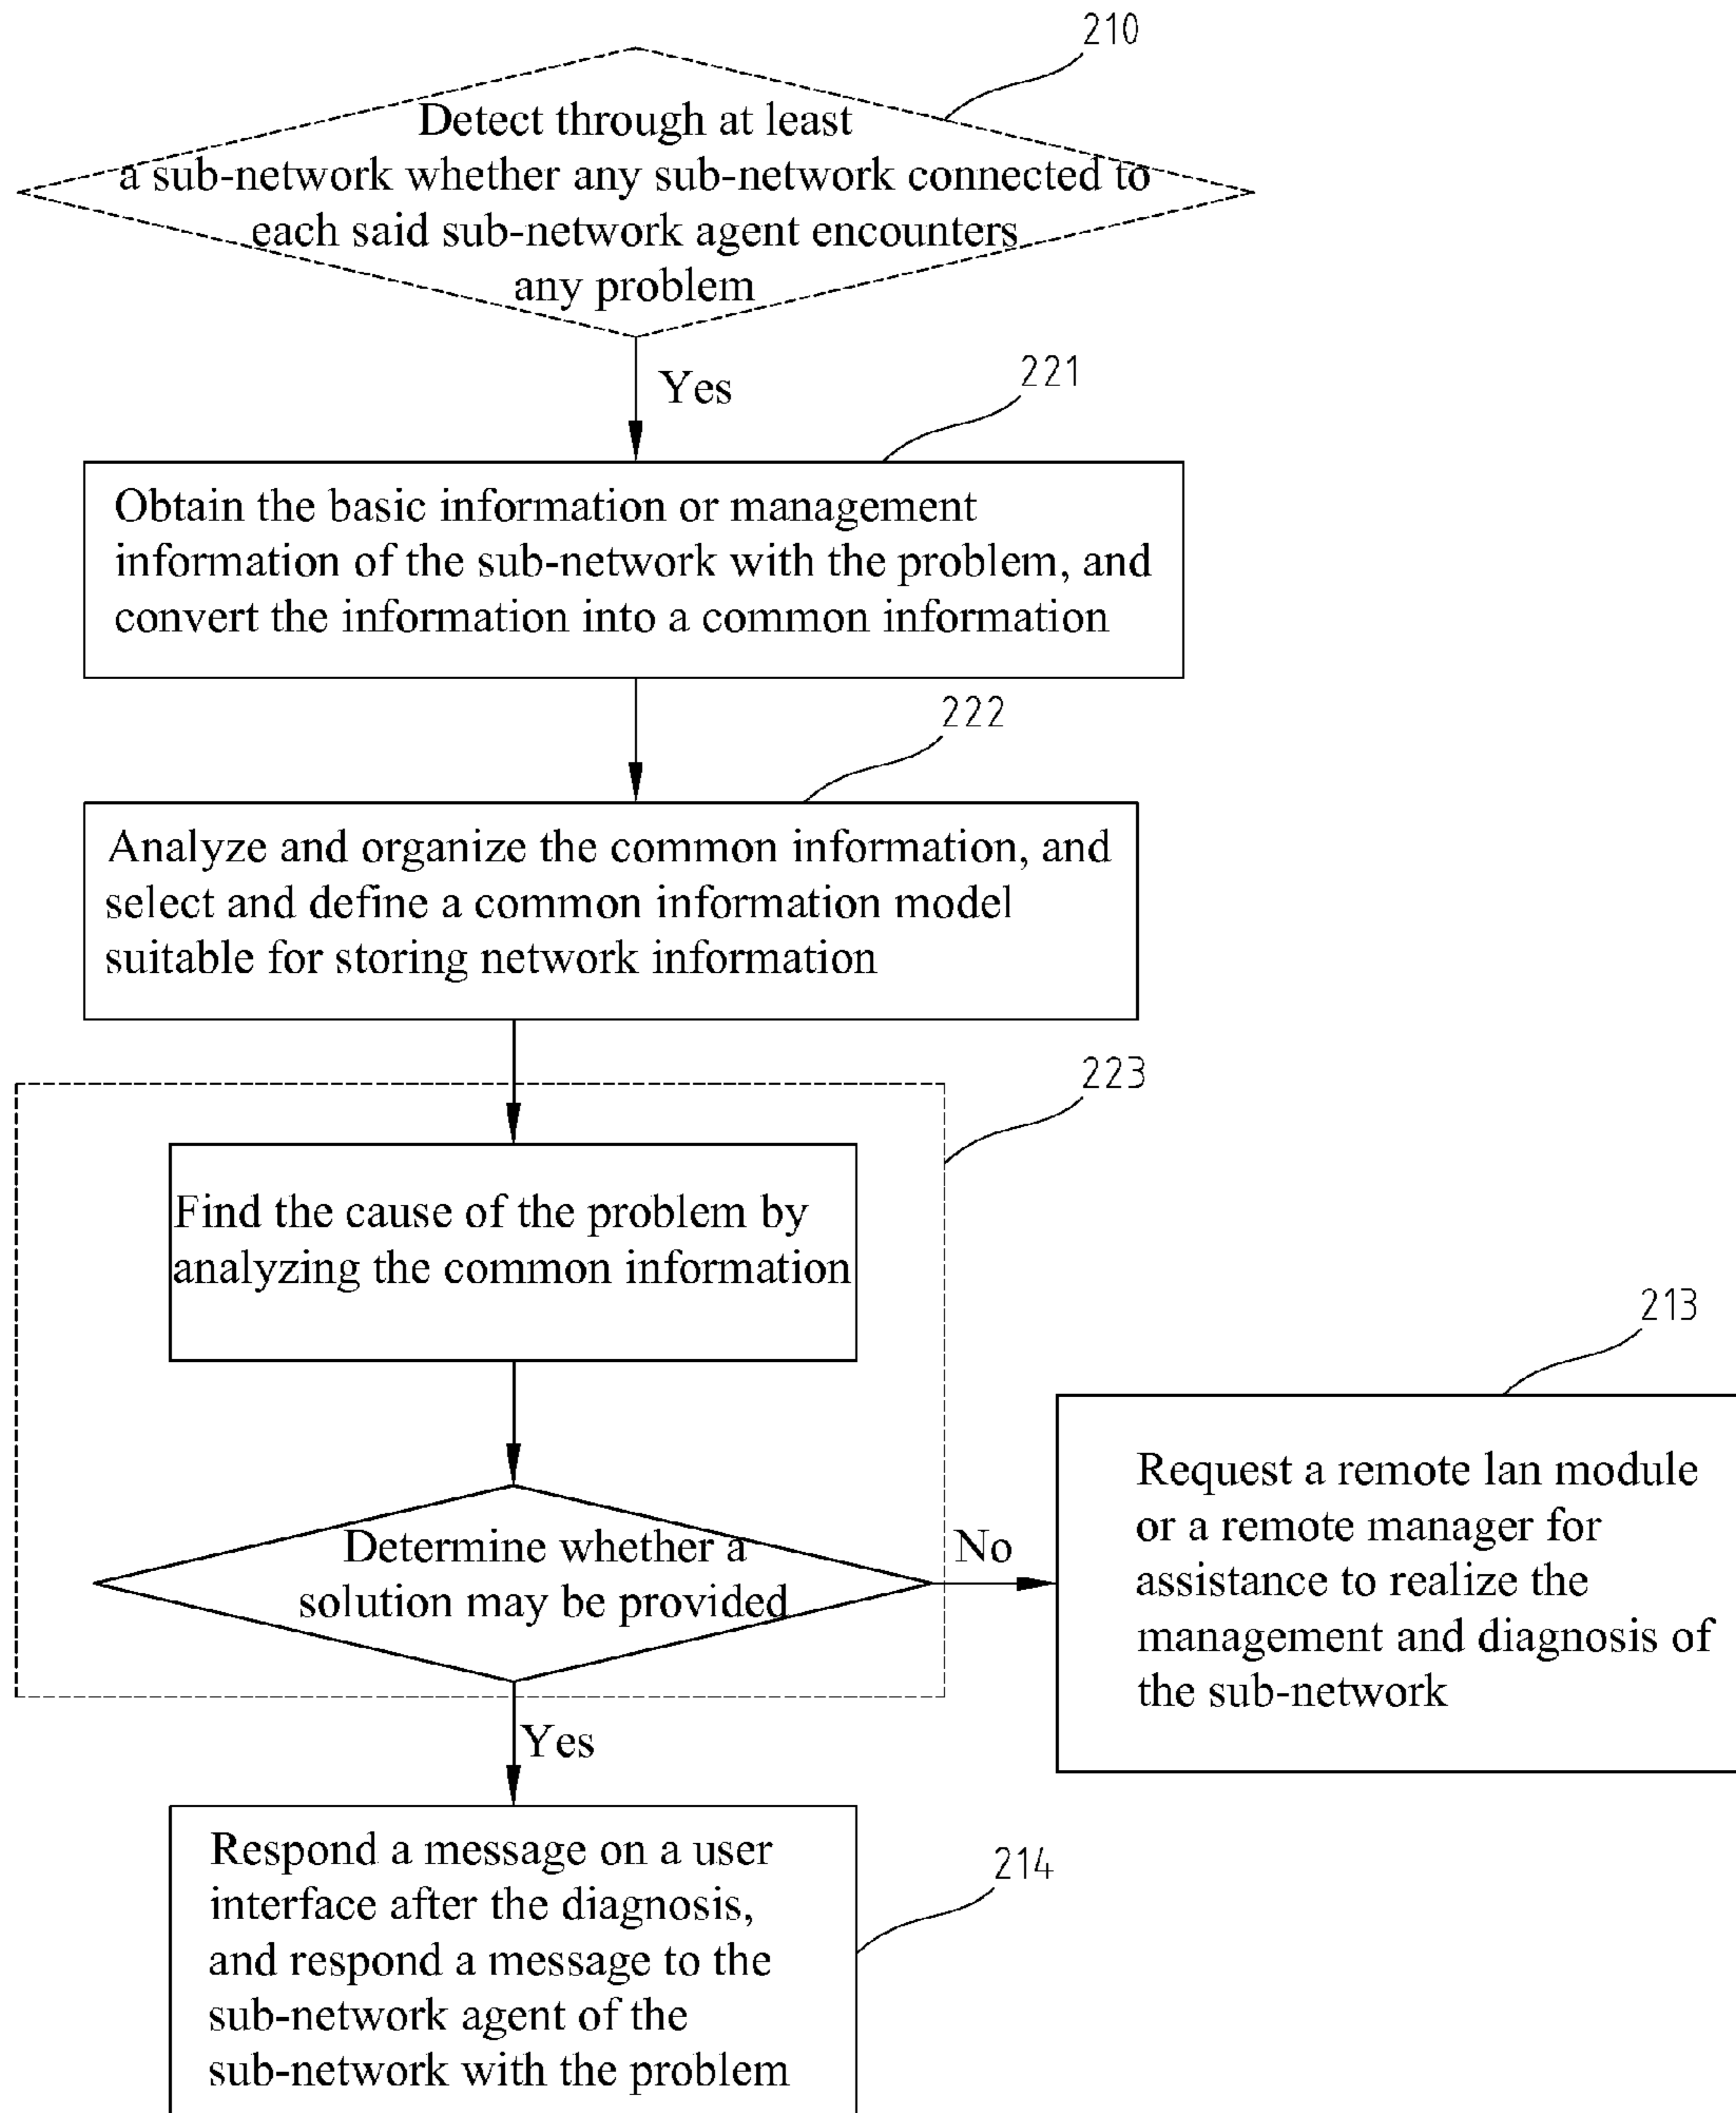 210
Detect through at least
a sub-network whether any sub-network connected to
each said sub-network agent encounters
any problem
Yes
221
Obtain the basic information or management
information of the sub-network with the problem, and
convert the information into a common information
222
Analyze and organize the common information, and
select and define a common information model
suitable for storing network information
223
Find the cause of the problem by
analyzing the common information
213
Determine whether a
solution may be provided
No
Request a remote lan module
or a remote manager for
assistance to realize the
management and diagnosis of
the sub-network
Yes
Respond a message on a user
interface after the diagnosis,
and respond a message to the
sub-network agent of the
sub-network with the problem
214